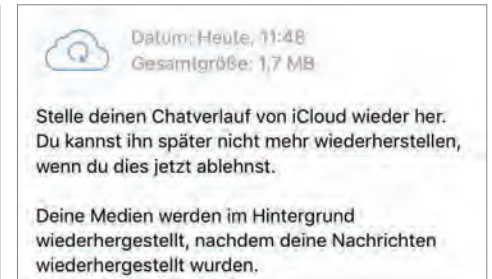 Datum: Heute, 11:48
Gesamtgröße: 1,7 MB
Stelle deinen Chatverlauf von iCloud wieder her.
Du kannst ihn später nicht mehr wiederherstellen,
wenn du dies jetzt ablehnst.
Deine Medien werden im Hintergrund
wiederhergestellt, nachdem deine Nachrichten
wiederhergestellt wurden.